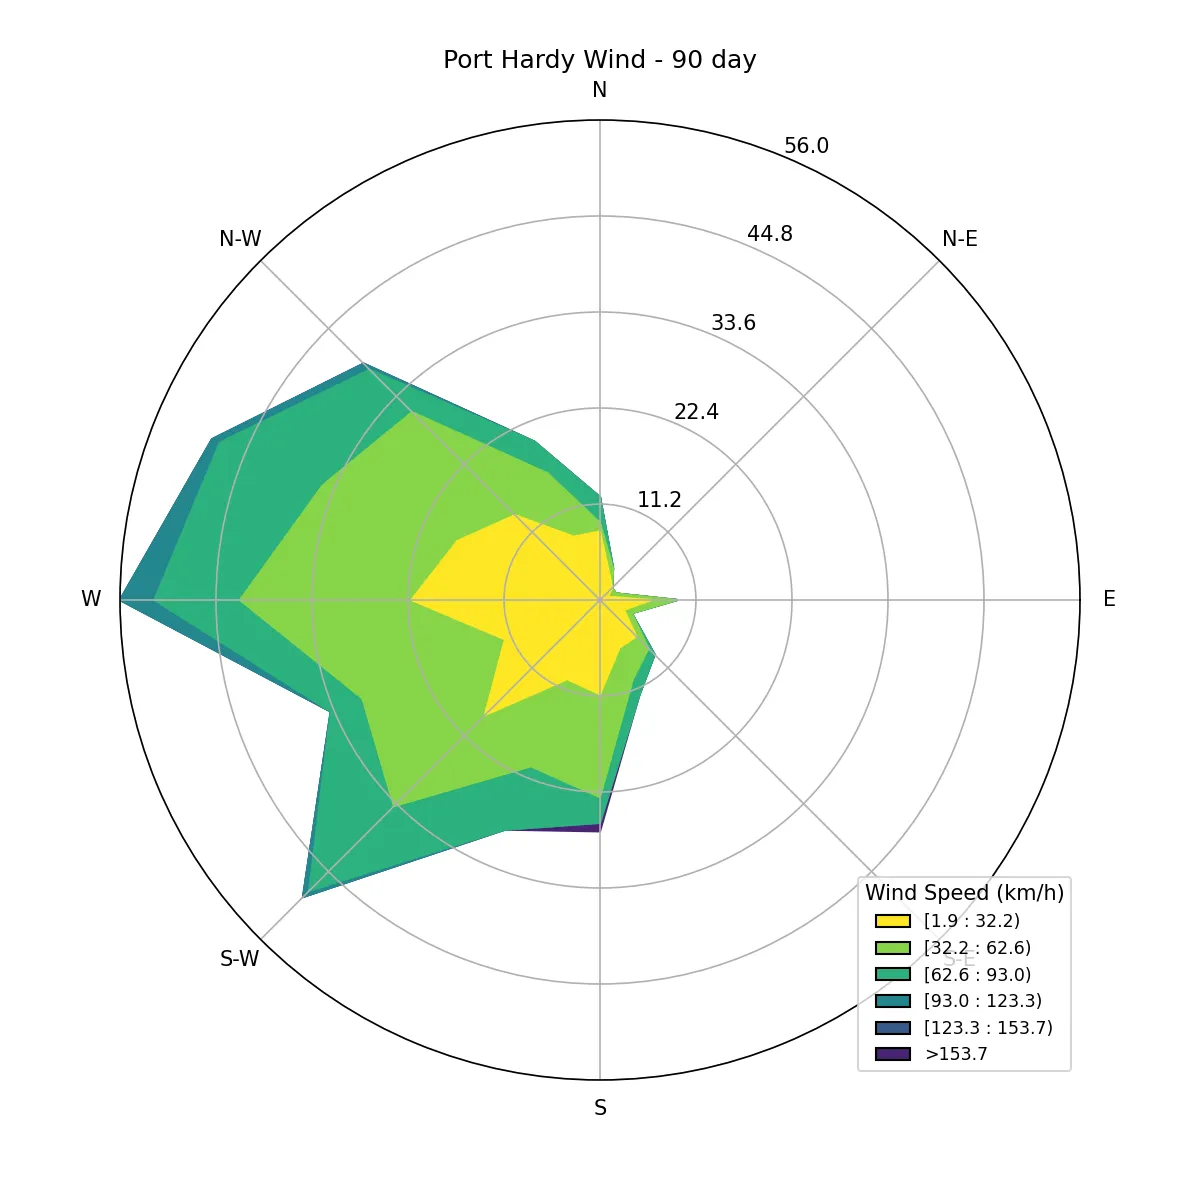 Port Hardy Wind - 90 day
N
56.0
N-W
44.8
N-E
33.6
22.4
11.2
W
E
S-W
S-E
S
Wind Speed (km/h)
[1.9 : 32.2)
[32.2 : 62.6)
[62.6 : 93.0)
[93.0 : 123.3)
[123.3 : 153.7)
>153.7